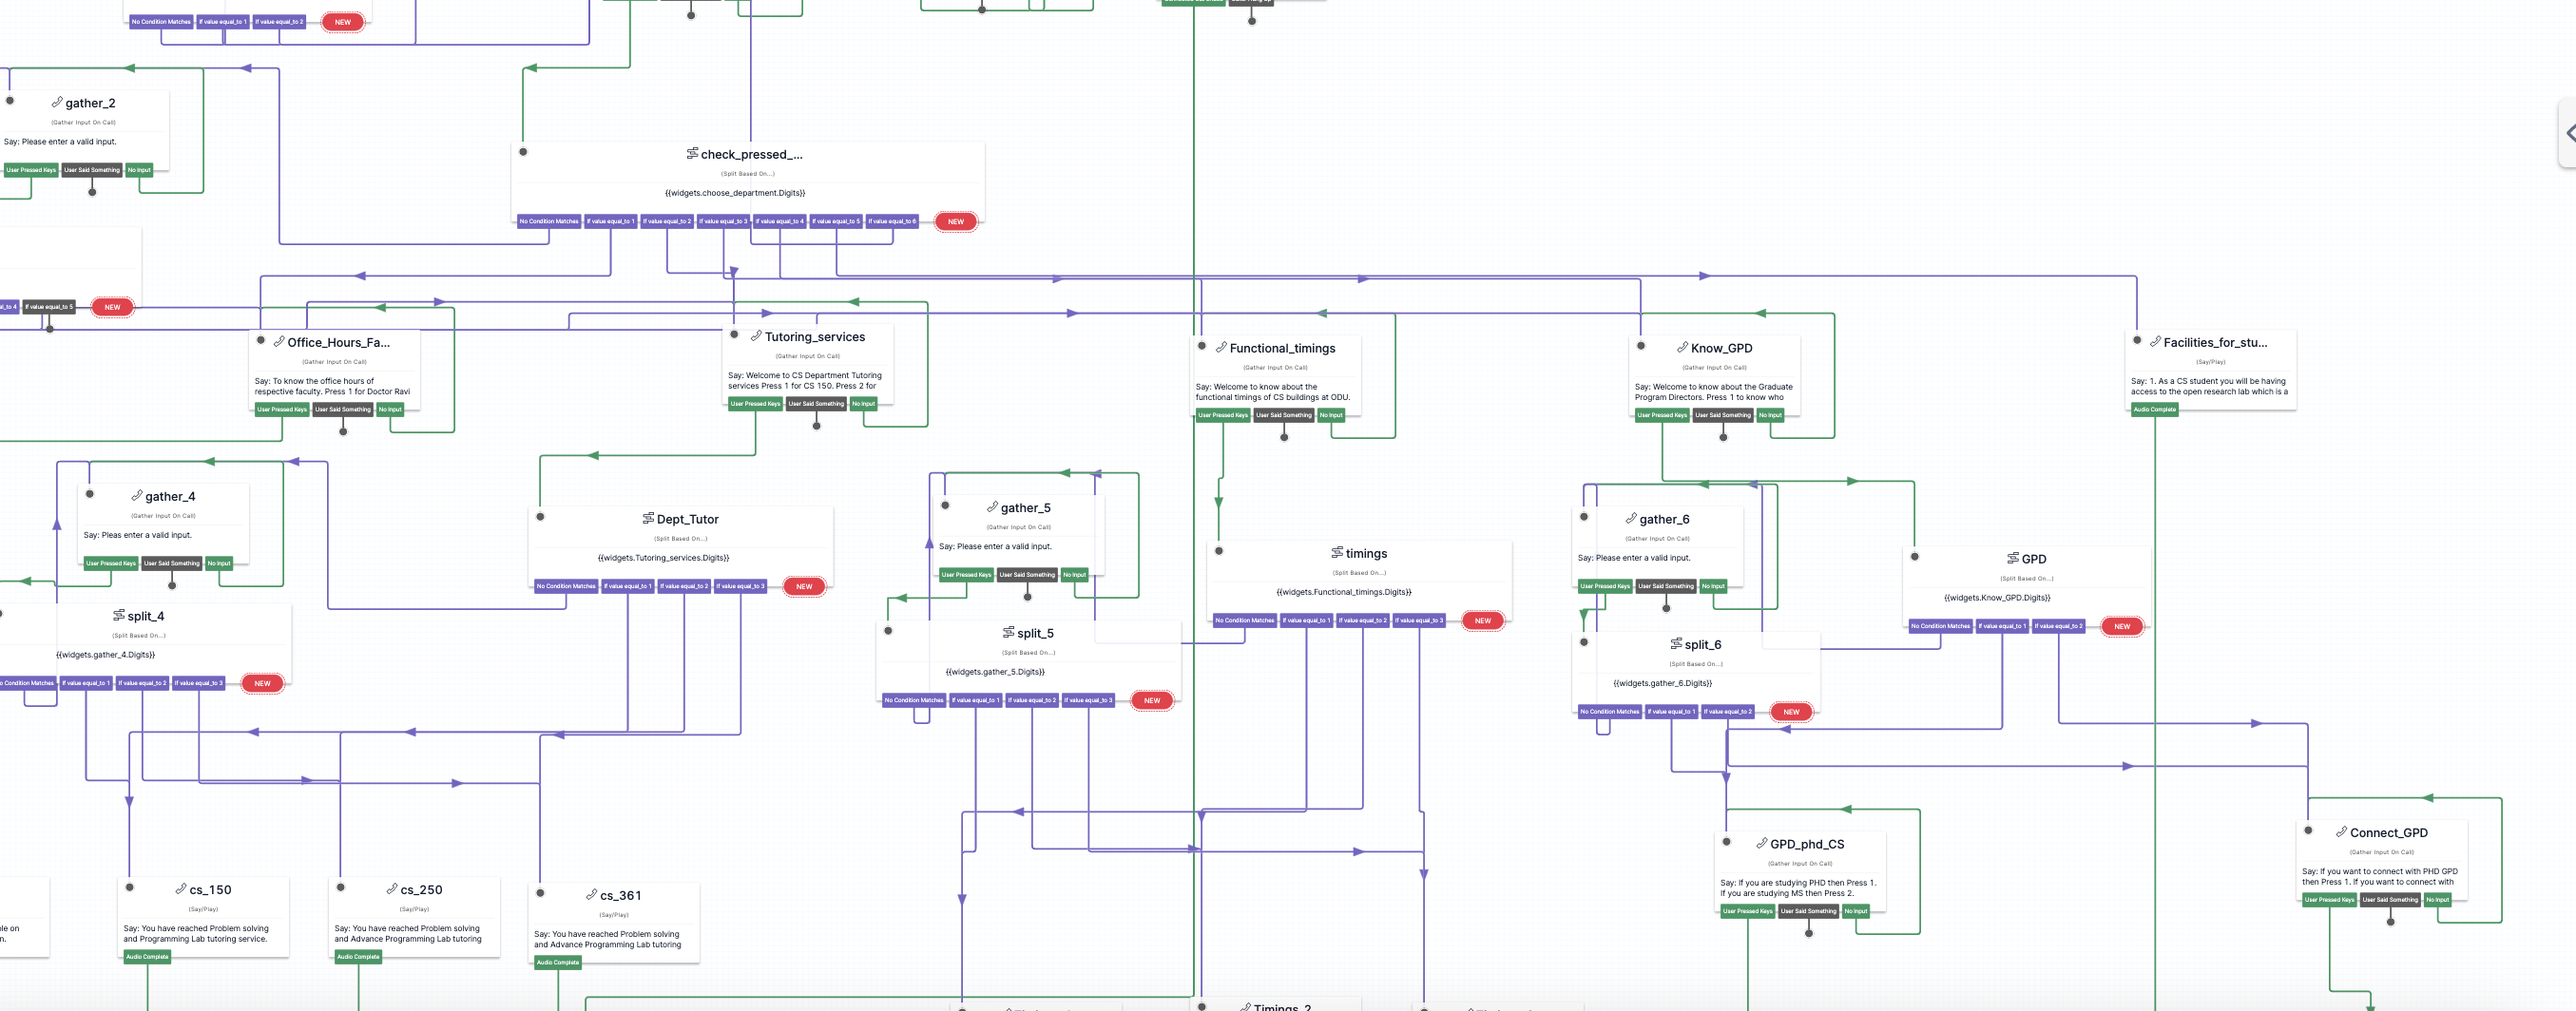 No Condition Matches If value equal_to 1 If value equal_to 2 NEW
gather_2
(Gather Input On Call)
Say: Please enter a valid input.
User Pressed Keys User Said Something No Input
check_pressed_...
(Split Based On...)
{{widgets.choose_department.Digits}}
No Condition Matches If value equal_to 1 If value equal_to 2 If value equal_to 3 If value equal_to 4 If value equal_to 5 If value equal_to 6 NEW
al_to 4 If value equal_to 5 NEW
Office_Hours_Fa...
(Gather Input On Call)
Say: To know the office hours of
respective faculty. Press 1 for Doctor Ravi
User Pressed Keys User Said Something No Input
Tutoring_services
(Gather Input On Call)
Say: Welcome to CS Department Tutoring
services Press 1 for CS 150. Press 2 for
User Pressed Keys User Said Something No Input
Functional_timings
(Gather Input On Call)
Say: Welcome to know about the
functional timings of CS buildings at ODU.
User Pressed Keys User Said Something No Input
Know_GPD
(Gather Input On Call)
Say: Welcome to know about the Graduate
Program Directors. Press 1 to know who
User Pressed Keys User Said Something No Input
Facilities_for_stu...
(Say/Play)
Say: 1. As a CS student you will be having
access to the open research lab which is a
Audio Complete
gather_4
(Gather Input On Call)
Say: Pleas enter a valid input.
User Pressed Keys User Said Something No Input
Dept_Tutor
(Split Based On...)
{{widgets.Tutoring_services.Digits}}
No Condition Matches If value equal_to 1 If value equal_to 2 If value equal_to 3 NEW
gather_5
(Gather Input On Call)
Say: Please enter a valid input.
User Pressed Keys User Said Something No Input
timings
(Split Based On...)
{{widgets.Functional_timings.Digits}}
No Condition Matches If value equal_to 1 If value equal_to 2 If value equal_to 3 NEW
gather_6
(Gather Input On Call)
Say: Please enter a valid input.
User Pressed Keys User Said Something No Input
GPD
(Split Based On...)
{{widgets.Know_GPD.Digits}}
No Condition Matches If value equal_to 1 If value equal_to 2 NEW
split_4
(Split Based On...)
{{widgets.gather_4.Digits}}
o Condition Matches If value equal_to 1 If value equal_to 2 If value equal_to 3 NEW
split_5
(Split Based On...)
{{widgets.gather_5.Digits}}
No Condition Matches If value equal_to 1 If value equal_to 2 If value equal_to 3 NEW
split_6
(Split Based On...)
{{widgets.gather_6.Digits}}
No Condition Matches If value equal_to 1 If value equal_to 2 NEW
GPD_phd_CS
(Gather Input On Call)
Say: If you are studying PHD then Press 1.
If you are studying MS then Press 2.
User Pressed Keys User Said Something No Input
Connect_GPD
(Gather Input On Call)
Say: If you want to connect with PHD GPD
then Press 1. If you want to connect with
User Pressed Keys User Said Something No Input
le on
n.
cs_150
(Say/Play)
Say: You have reached Problem solving
and Programming Lab tutoring service.
Audio Complete
cs_250
(Say/Play)
Say: You have reached Problem solving
and Advance Programming Lab tutoring
Audio Complete
cs_361
(Say/Play)
Say: You have reached Problem solving
and Advance Programming Lab tutoring
Audio Complete
Timings_2